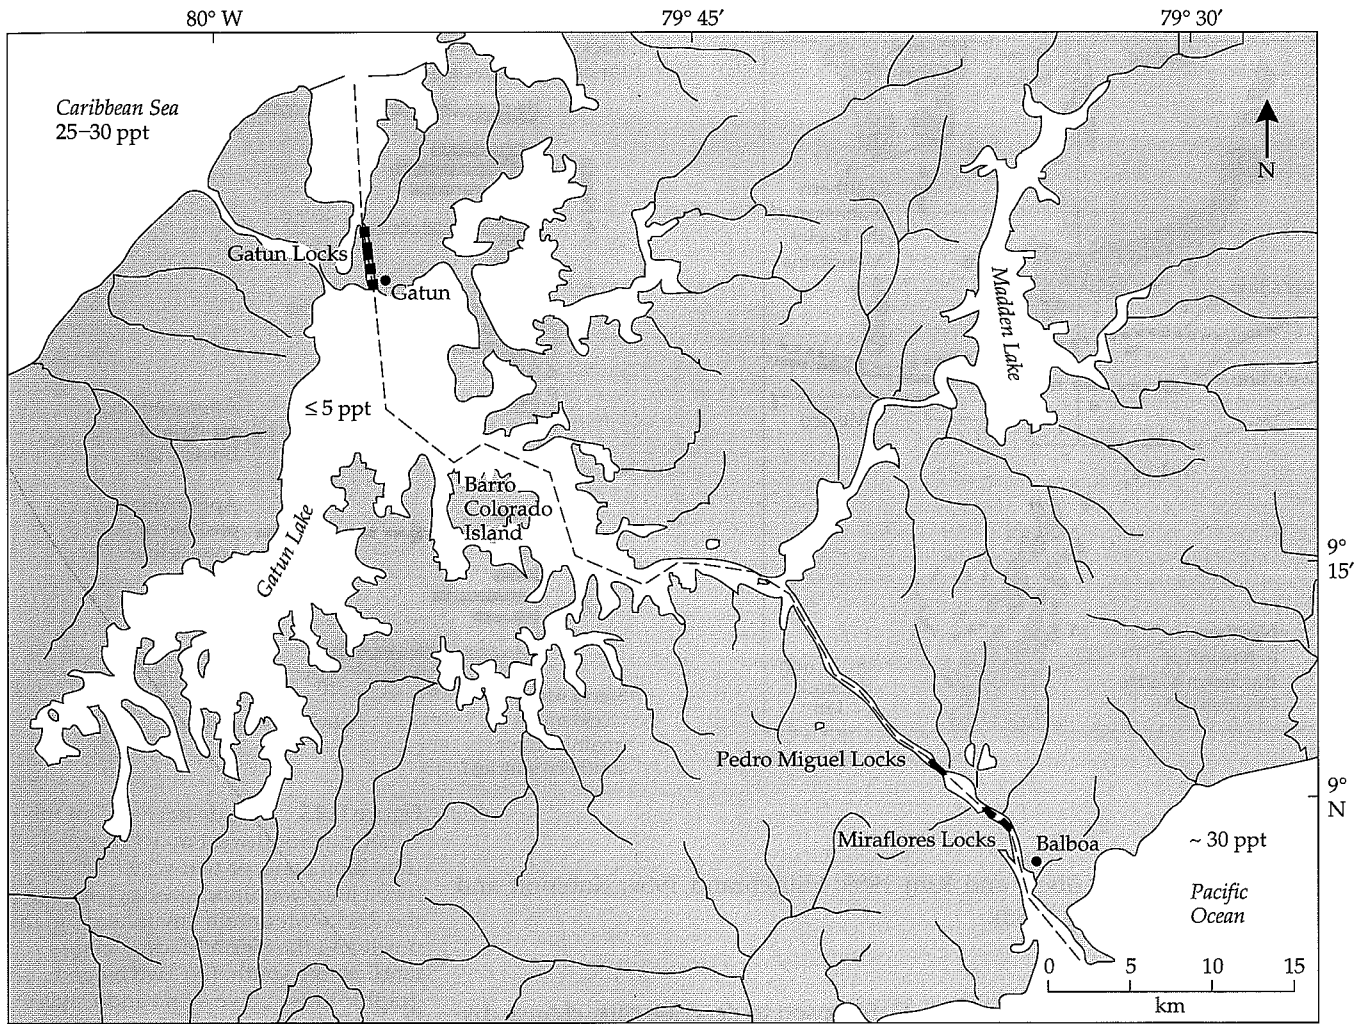 80° W
79° 45′
79° 30′
Caribbean Sea
25–30 ppt
N
Gatun Locks
Gatun
Madden Lake
≤ 5 ppt
Barro
Colorado
Island
Gatun Lake
9°
15′
Pedro Miguel Locks
9°
N
Miraflores Locks
Balboa
~ 30 ppt
Pacific
Ocean
0 5 10 15
km